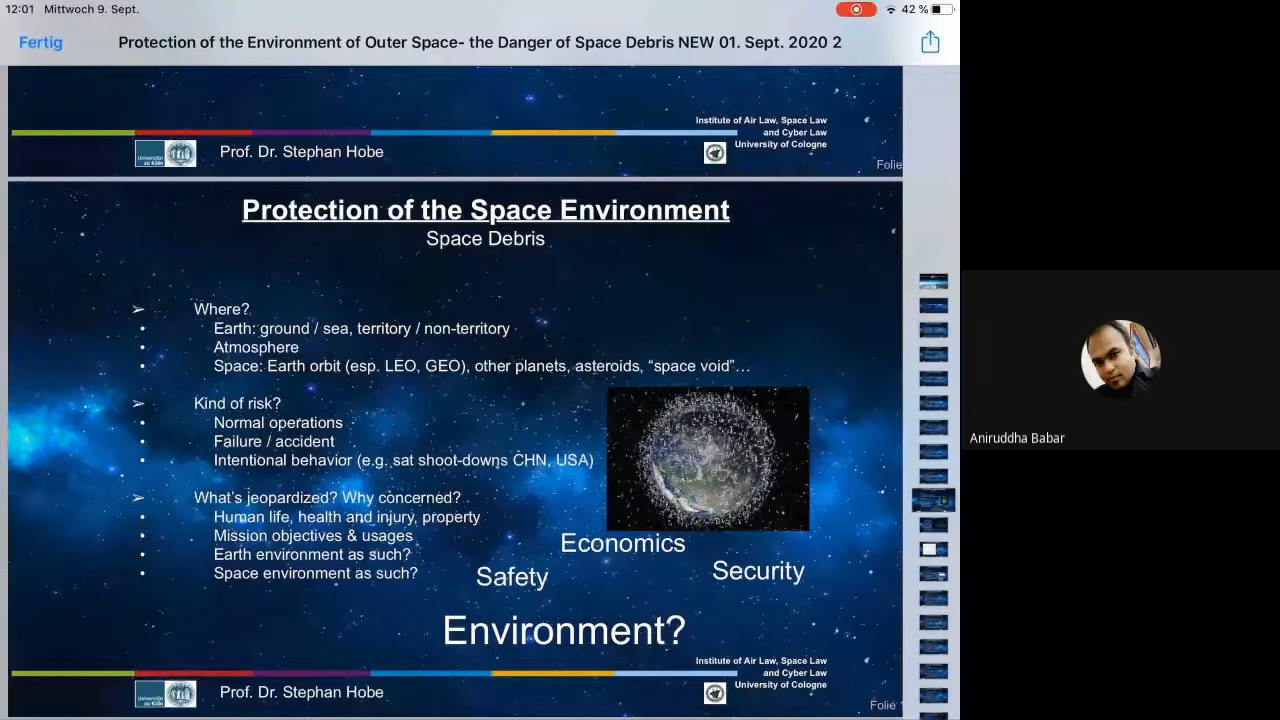 12:01 Mittwoch 9. Sept.
42 %
Fertig
Protection of the Environment of Outer Space- the Danger of Space Debris NEW 01. Sept. 2020 2
Institute of Air Law, Space Law
and Cyber Law
University of Cologne
Universität
zu Köln
Prof. Dr. Stephan Hobe
Folie
Protection of the Space Environment
Space Debris
➢ Where?
• Earth: ground / sea, territory / non-territory
• Atmosphere
• Space: Earth orbit (esp. LEO, GEO), other planets, asteroids, “space void”…
➢ Kind of risk?
• Normal operations
• Failure / accident
• Intentional behavior (e.g. sat shoot-downs CHN, USA)
➢ What’s jeopardized? Why concerned?
• Human life, health and injury, property
• Mission objectives & usages
• Earth environment as such?
• Space environment as such?
Economics
Safety
Security
Environment?
Institute of Air Law, Space Law
and Cyber Law
University of Cologne
Universität
zu Köln
Prof. Dr. Stephan Hobe
Folie
Aniruddha Babar